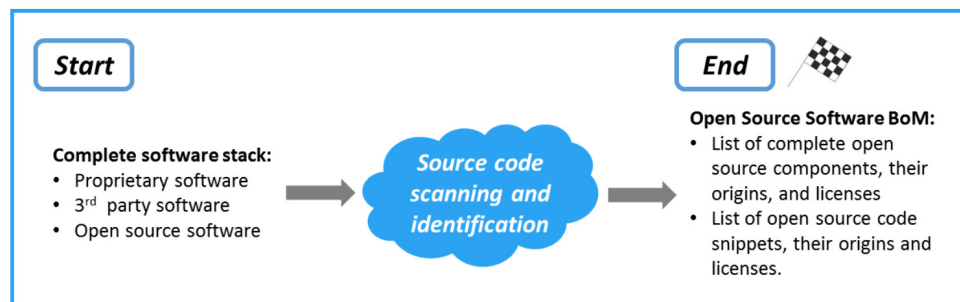 Start
Complete software stack:
• Proprietary software
• 3rd party software
• Open source software
Source code
scanning and
identification
End
Open Source Software BoM:
• List of complete open
source components, their
origins, and licenses
• List of open source code
snippets, their origins and
licenses.